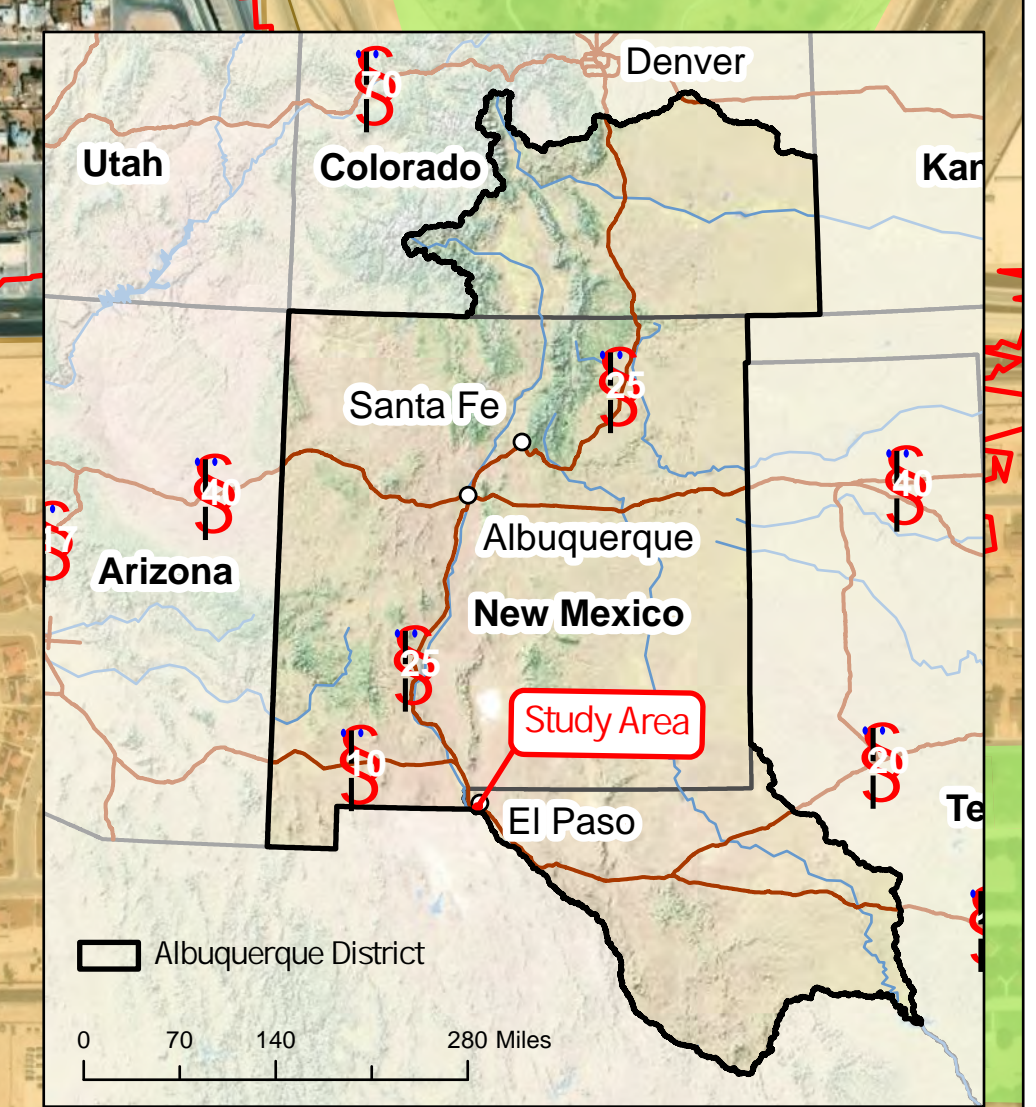 Denver
70
Utah
Colorado
Kan
25
Santa Fe
40
40
Albuquerque
Arizona
New Mexico
25
Study Area
10
20
El Paso
Te
Albuquerque District
0 70 140 280 Miles